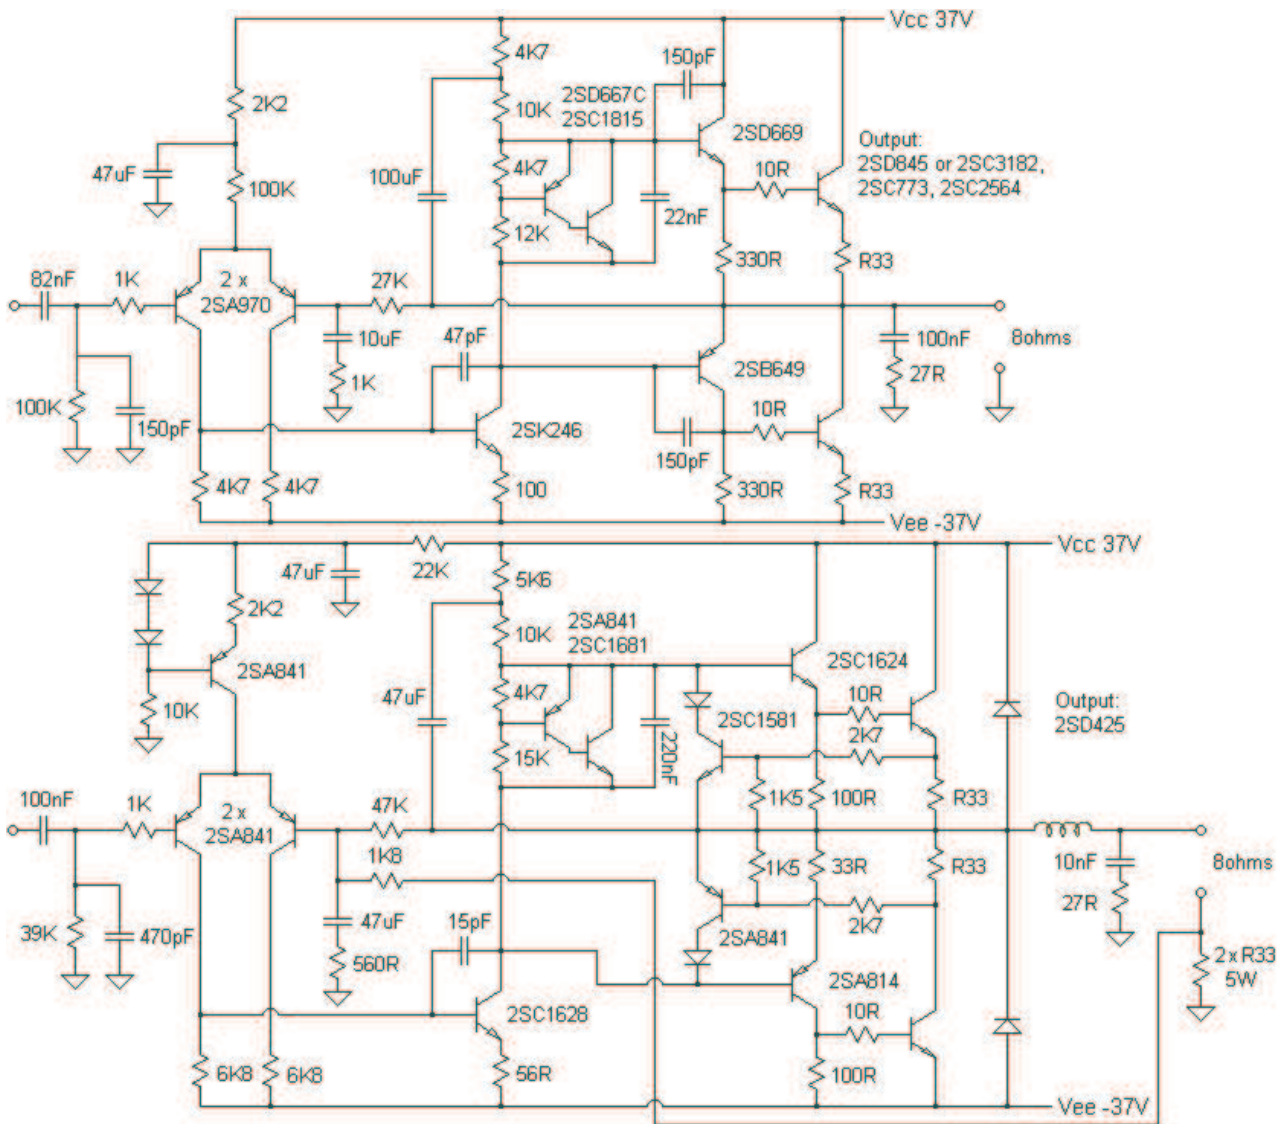 Vcc 37V
4K7
150pF
2K2
10K
2SD667C
2SC1815
2SD669
Output:
2SD845 or 2SC3182,
2SC773, 2SC2564
47uF
100K
100uF
4K7
10R
22nF
12K
330R
R33
82nF
1K
2 x
2SA970
27K
10uF
47pF
100nF
8ohms
1K
2SB649
27R
100K
150pF
2SK246
10R
150pF
4K7
4K7
100
330R
R33
Vee -37V
Vcc 37V
47uF
22K
5K6
2K2
10K
2SA841
2SC1681
2SA841
2SC1624
10K
47uF
4K7
2SC1581
10R
Output:
2SD425
2K7
15K
220nF
100nF
1K
2 x
2SA841
47K
1K5
100R
R33
1K8
1K5
33R
R33
10nF
8ohms
39K
470pF
47uF
15pF
2K7
27R
560R
2SA841
2SA814
2 x R33
5W
2SC1628
10R
6K8
6K8
56R
100R
Vee -37V